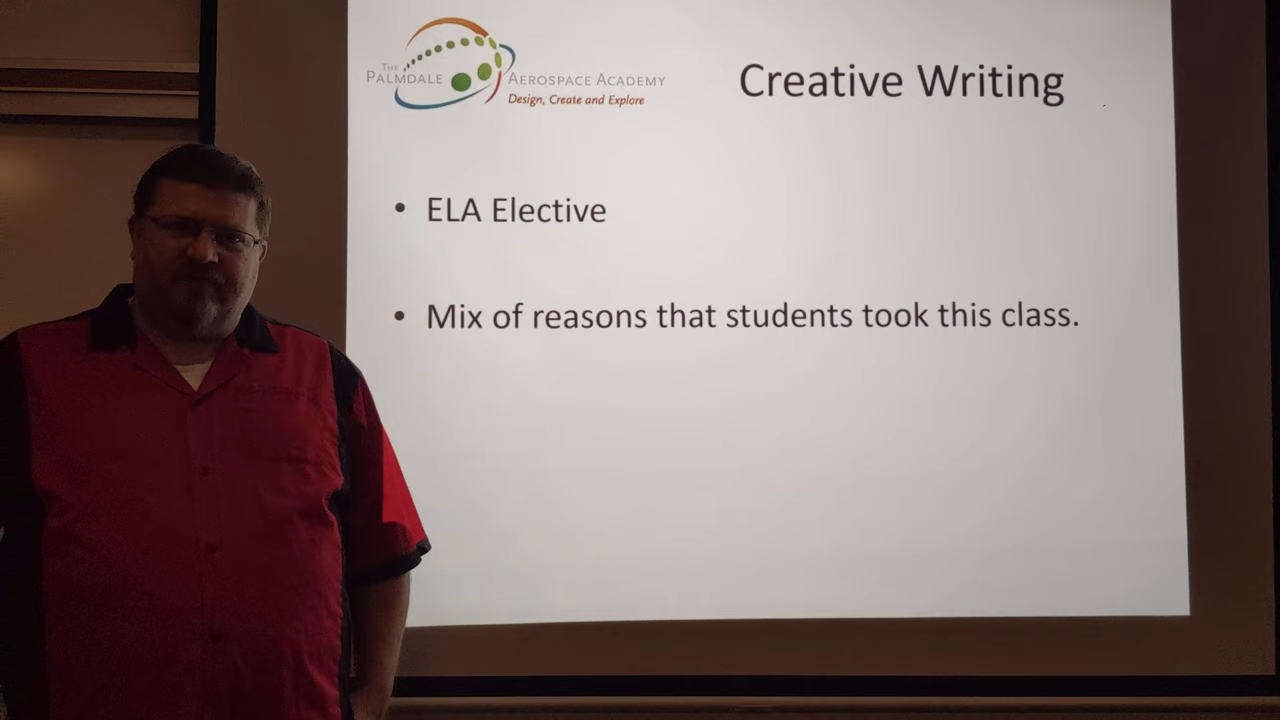 THE
PALMDALE AEROSPACE ACADEMY
Design, Create and Explore
Creative Writing
• ELA Elective
• Mix of reasons that students took this class.